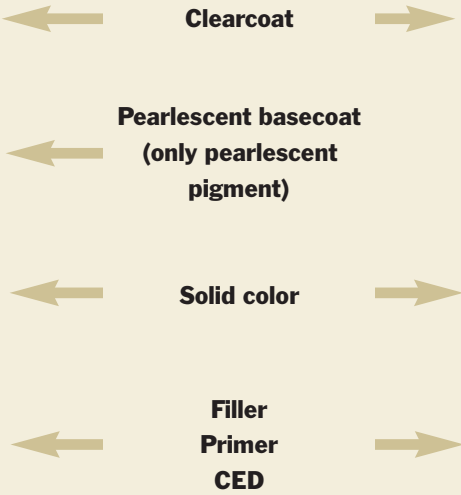 Clearcoat
Pearlescent basecoat
(only pearlescent
pigment)
Solid color
Filler
Primer
CED